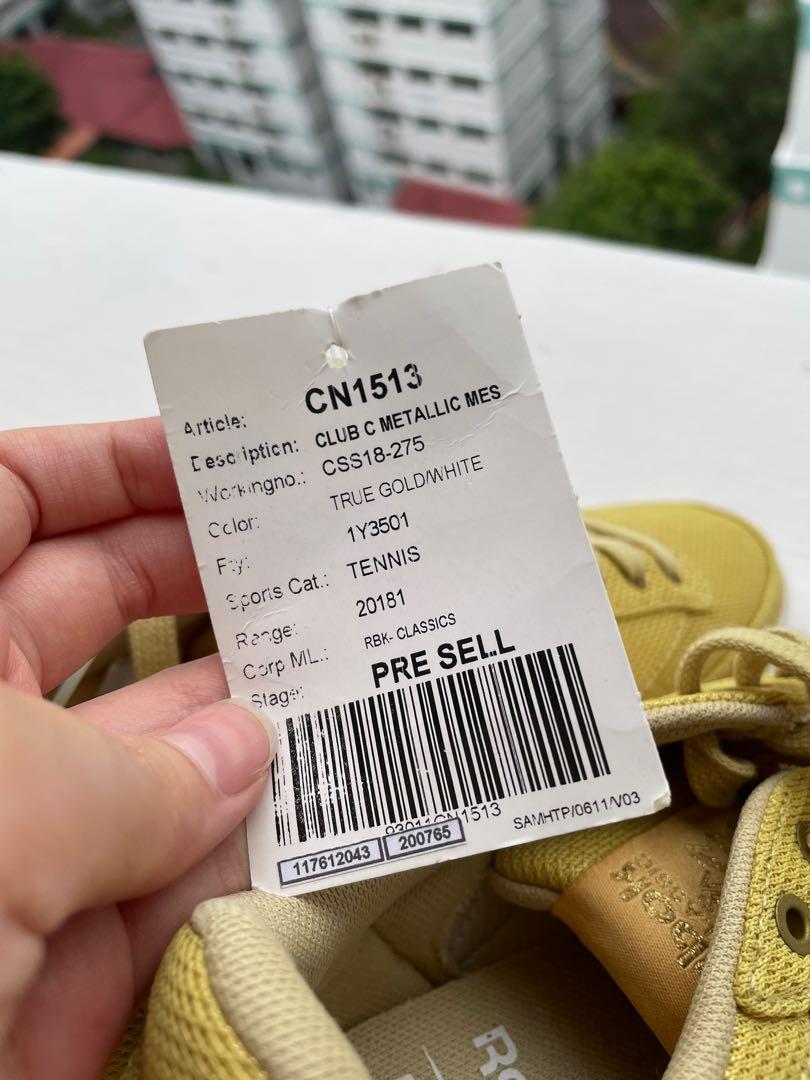 Article: CN1513
Description: CLUB C METALLIC MES
Workingno.: CSS18-275
Color: TRUE GOLD/WHITE
Fty: 1Y3501
Sports Cat.: TENNIS
Range: 20181
Corp ML.: RBK- CLASSICS
Stage: PRE SELL
93011CN1513
SAMHTP/0611/V03
117612043 200765